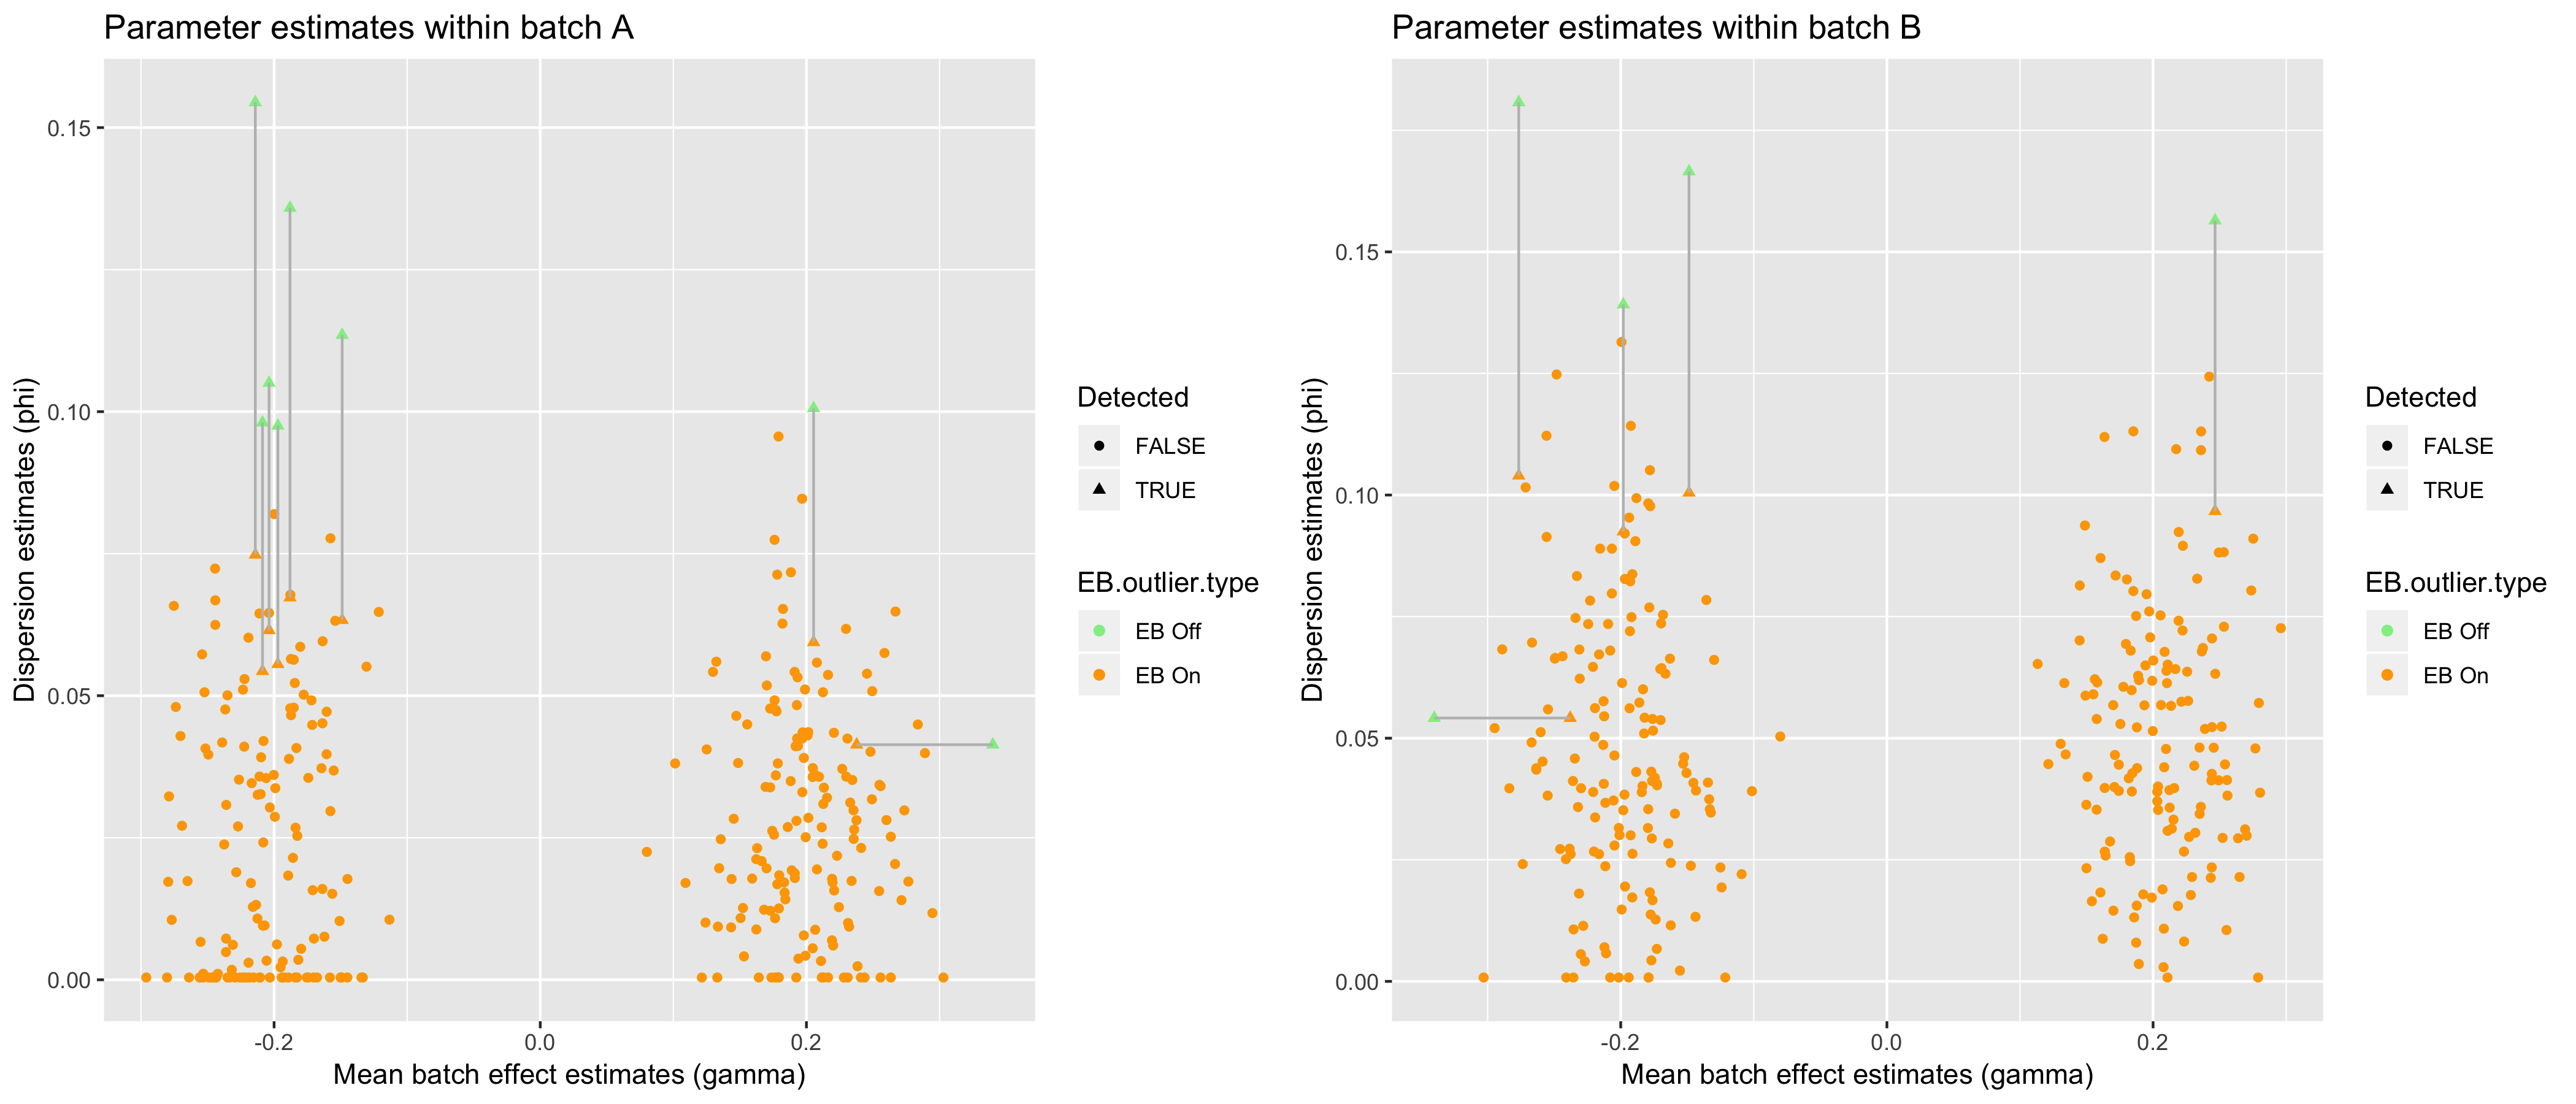 Parameter estimates within batch A
Dispersion estimates (phi)
0.15
0.10
0.05
0.00
-0.2
0.0
0.2
Mean batch effect estimates (gamma)
Detected
FALSE
TRUE
EB.outlier.type
EB Off
EB On
Parameter estimates within batch B
Dispersion estimates (phi)
0.15
0.10
0.05
0.00
-0.2
0.0
0.2
Mean batch effect estimates (gamma)
Detected
FALSE
TRUE
EB.outlier.type
EB Off
EB On